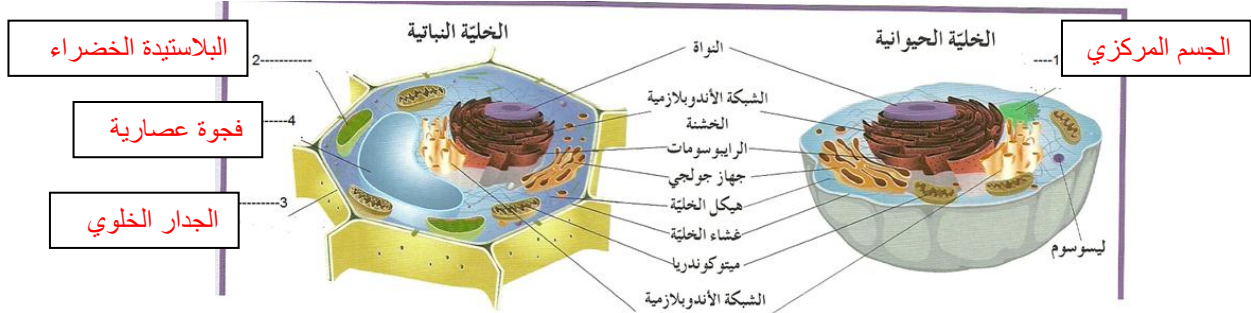 الخليّة الحيوانية
الخليّة النباتية
الجسم المركزي
1----
النواة
البلاستيدة الخضراء
2-----------
الشبكة الأندوبلازمية
الخشنة
فجوة عصارية
4----
الرايبوسومات
جهاز جولجي
هيكل الخليّة
الجدار الخلوي
3-----------
غشاء الخليّة
ليسوسوم
ميتوكوندريا
الشبكة الأندوبلازمية